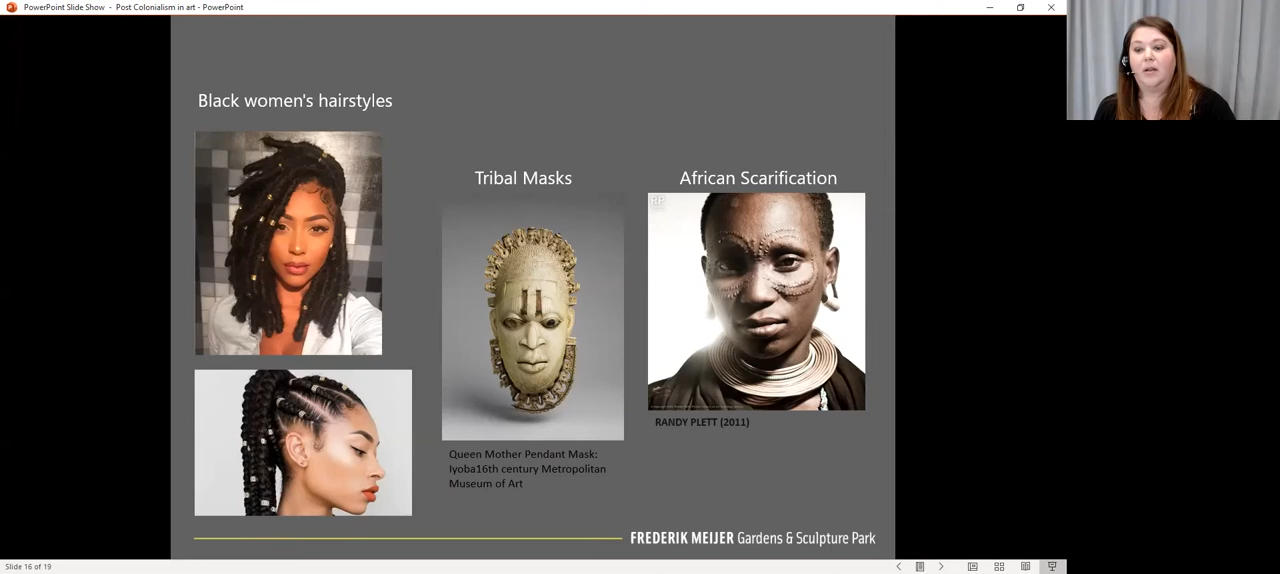 PowerPoint Slide Show - Post Colonialism in art - PowerPoint
Black women's hairstyles
Tribal Masks
African Scarification
RP
RANDY PLETT (2011)
Queen Mother Pendant Mask:
Iyoba16th century Metropolitan
Museum of Art
FREDERIK MEIJER Gardens & Sculpture Park
Slide 16 of 19